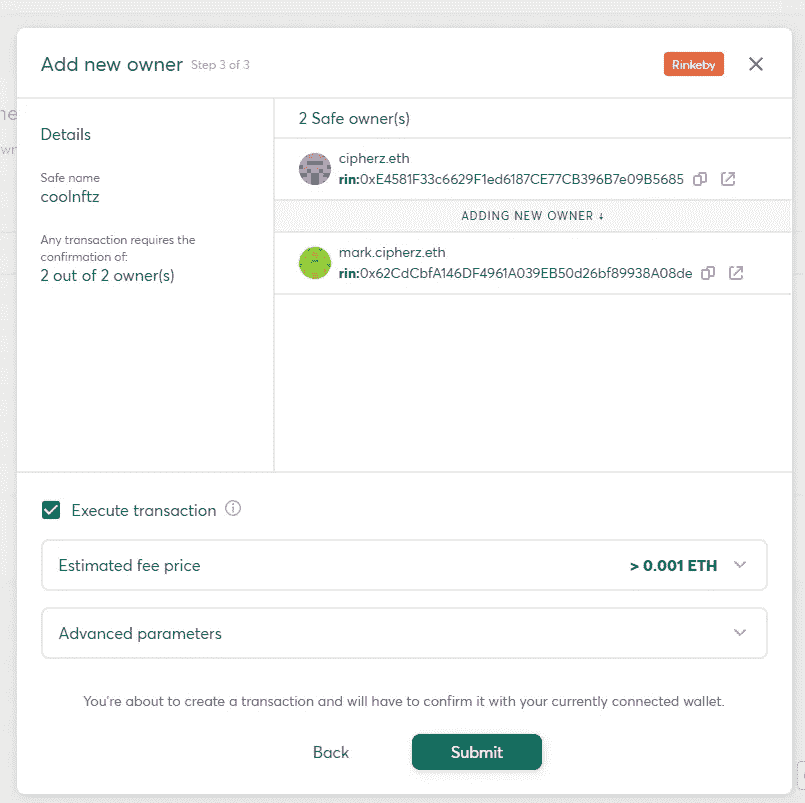 Add new owner Step 3 of 3
Rinkeby
Details
Safe name
coolnftz
Any transaction requires the
confirmation of:
2 out of 2 owner(s)
2 Safe owner(s)
cipherz.eth
rin:0xE4581F33c6629F1ed6187CE77CB396B7e09B5685
ADDING NEW OWNER ↓
mark.cipherz.eth
rin:0x62CdCbfA146DF4961A039EB50d26bf89938A08de
Execute transaction
Estimated fee price
> 0.001 ETH
Advanced parameters
You're about to create a transaction and will have to confirm it with your currently connected wallet.
Back
Submit